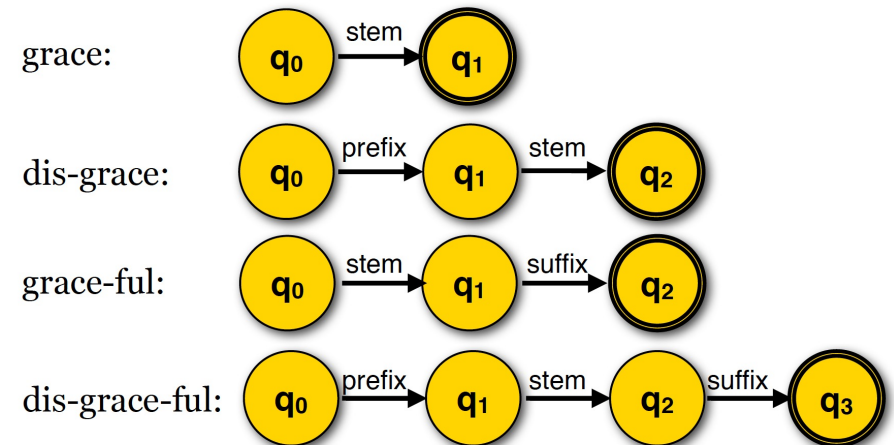 grace: q0 stem q1
dis-grace: q0 prefix q1 stem q2
grace-ful: q0 stem q1 suffix q2
dis-grace-ful: q0 prefix q1 stem q2 suffix q3